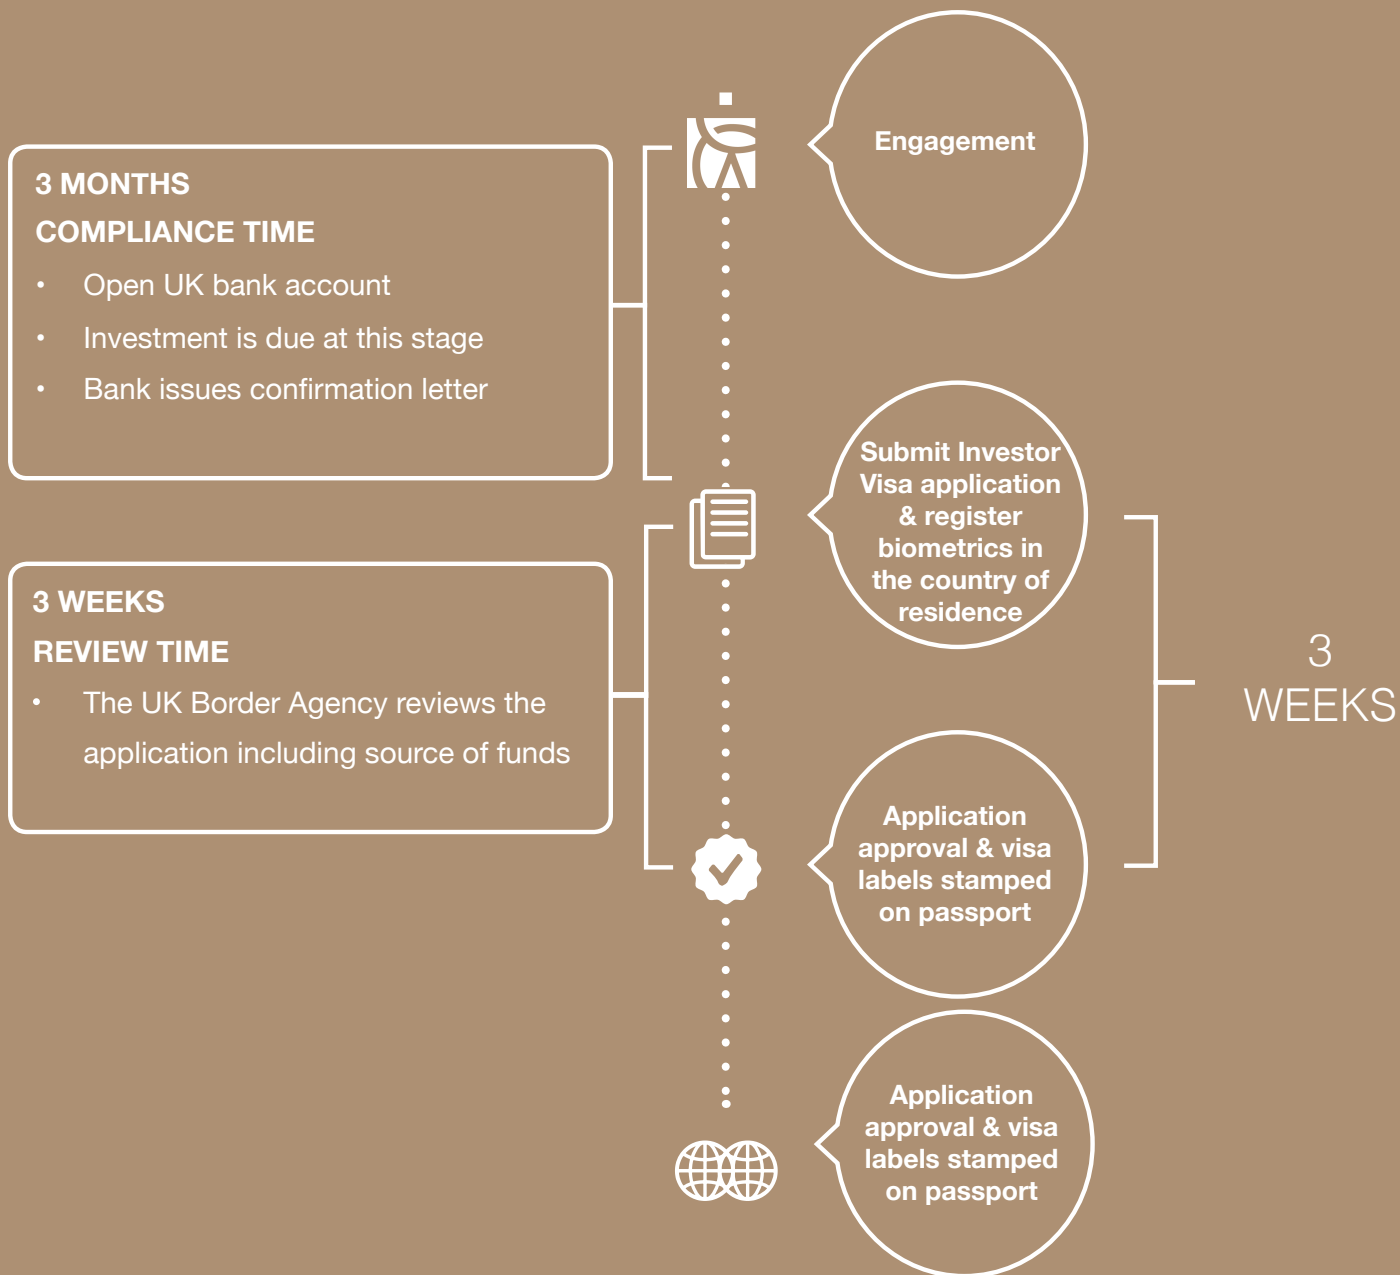 Engagement
3 MONTHS
COMPLIANCE TIME
• Open UK bank account
• Investment is due at this stage
• Bank issues confirmation letter
Submit Investor
Visa application
& register
biometrics in
the country of
residence
3 WEEKS
REVIEW TIME
• The UK Border Agency reviews the
application including source of funds
3
WEEKS
Application
approval & visa
labels stamped
on passport
Application
approval & visa
labels stamped
on passport